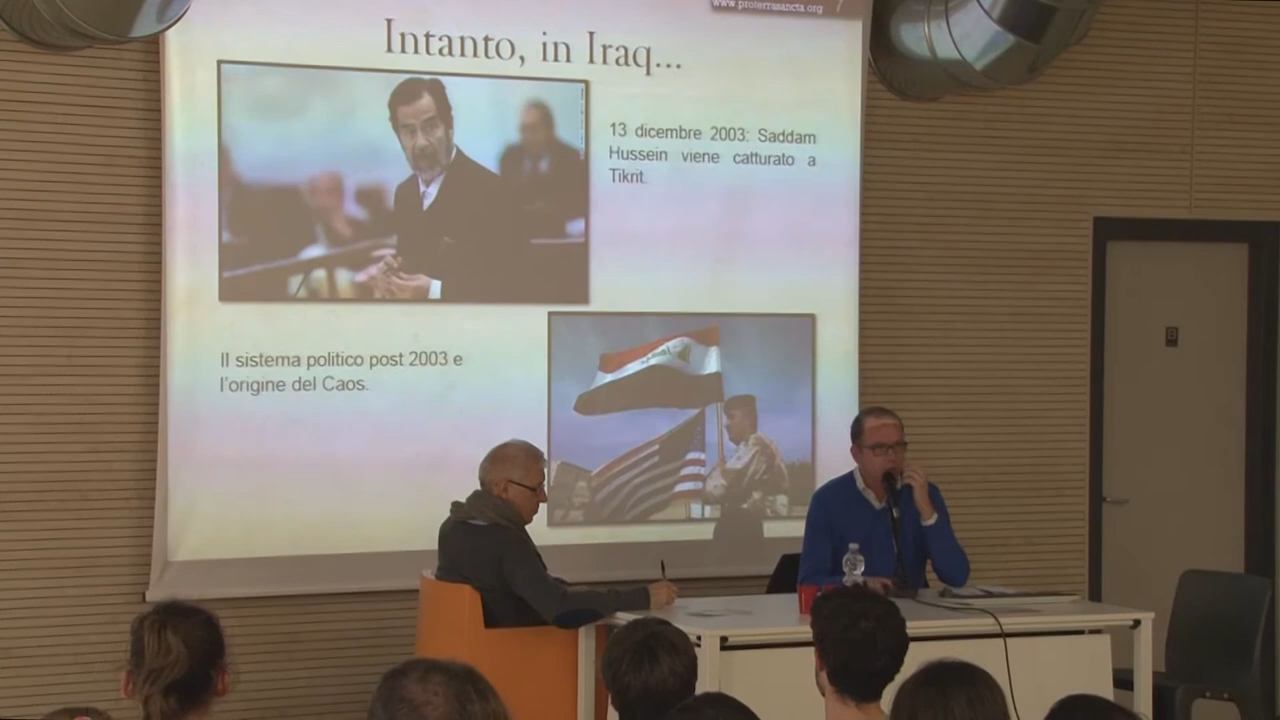 www.proterrasancta.org
Intanto, in Iraq...
13 dicembre 2003: Saddam
Hussein viene catturato a
Tikrit.
Il sistema politico post 2003 e
l'origine del Caos.